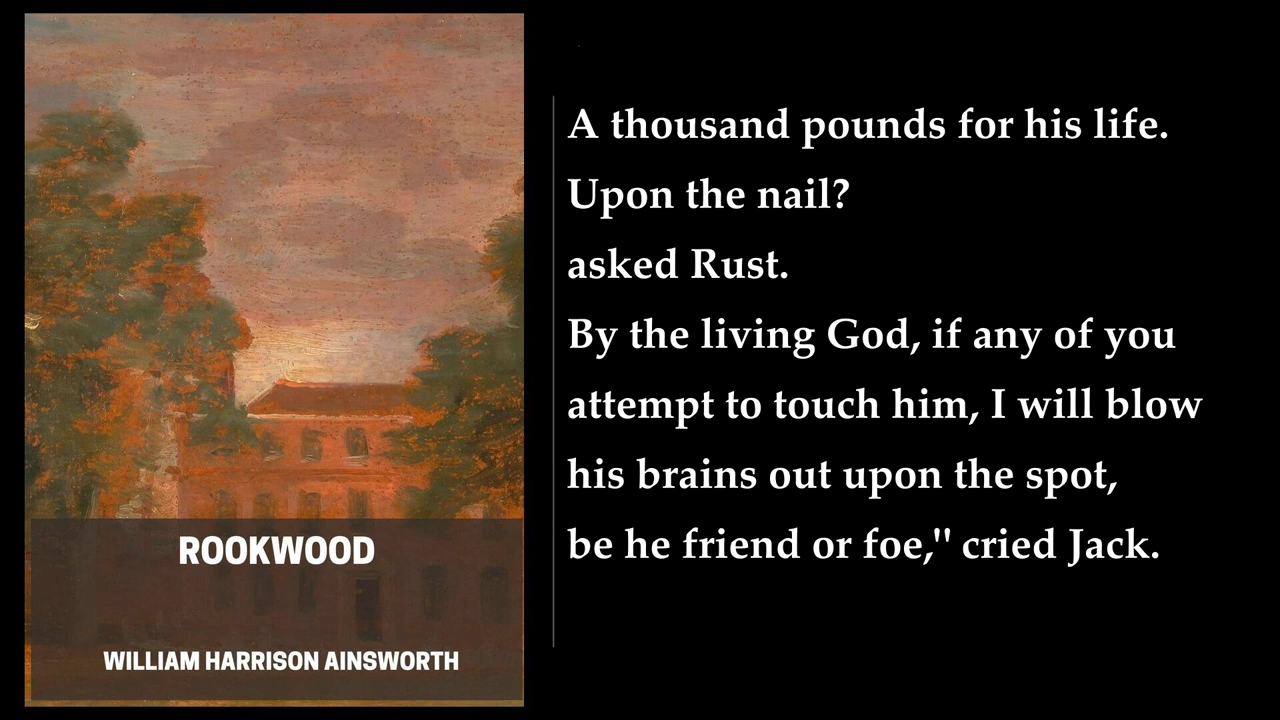 ROOKWOOD
WILLIAM HARRISON AINSWORTH
A thousand pounds for his life.
Upon the nail?
asked Rust.
By the living God, if any of you
attempt to touch him, I will blow
his brains out upon the spot,
be he friend or foe," cried Jack.